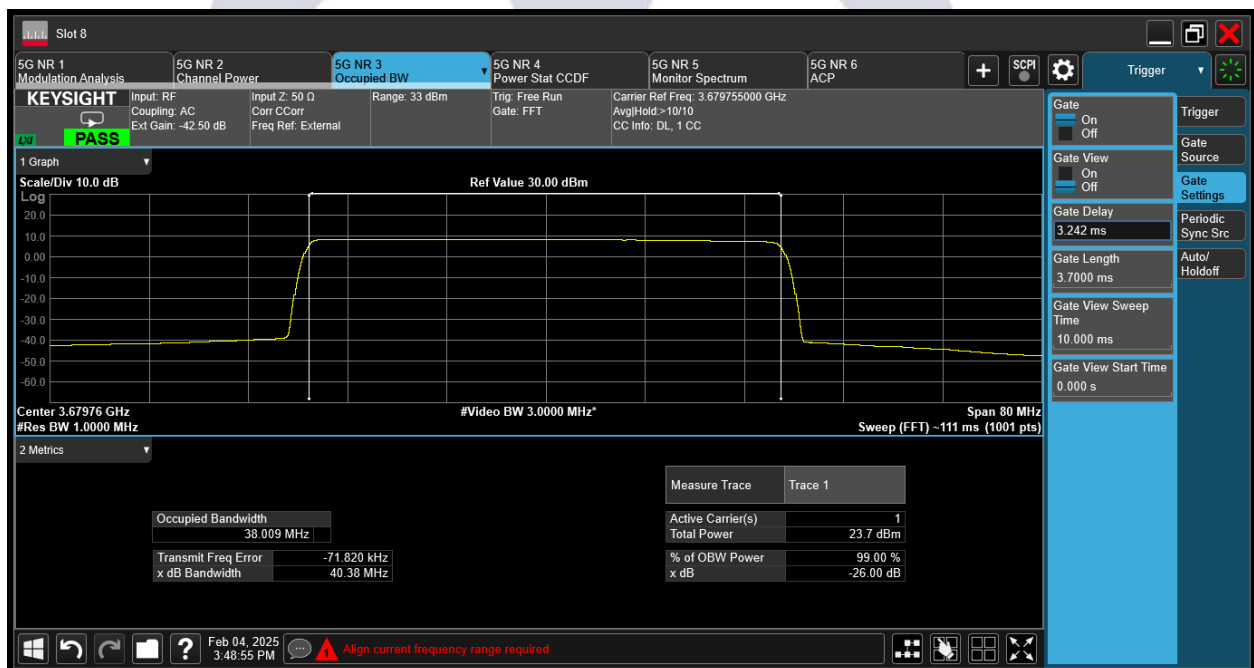 Slot 8
5G NR 1
Modulation Analysis
5G NR 2
Channel Power
5G NR 3
Occupied BW
5G NR 4
Power Stat CCDF
5G NR 5
Monitor Spectrum
5G NR 6
ACP
+
SCPI
Trigger
KEYSIGHT
LXI
PASS
Input: RF
Coupling: AC
Ext Gain: -42.50 dB
Input Z: 50 Ω
Corr CCorr
Freq Ref: External
Range: 33 dBm
Trig: Free Run
Gate: FFT
Carrier Ref Freq: 3.679755000 GHz
Avg|Hold:>10/10
CC Info: DL, 1 CC
1 Graph
Scale/Div 10.0 dB
Ref Value 30.00 dBm
Log
20.0
10.0
0.00
-10.0
-20.0
-30.0
-40.0
-50.0
-60.0
Center 3.67976 GHz
#Video BW 3.0000 MHz*
Span 80 MHz
#Res BW 1.0000 MHz
Sweep (FFT) ~111 ms (1001 pts)
2 Metrics
Measure Trace Trace 1
Occupied Bandwidth
38.009 MHz
Active Carrier(s) 1
Total Power 23.7 dBm
Transmit Freq Error -71.820 kHz
x dB Bandwidth 40.38 MHz
% of OBW Power 99.00 %
x dB -26.00 dB
Gate
On
Off
Gate View
On
Off
Gate Delay
3.242 ms
Gate Length
3.7000 ms
Gate View Sweep
Time
10.000 ms
Gate View Start Time
0.000 s
Trigger
Gate
Source
Gate
Settings
Periodic
Sync Src
Auto/
Holdoff
?
Feb 04, 2025
3:48:55 PM
1
Align current frequency range required